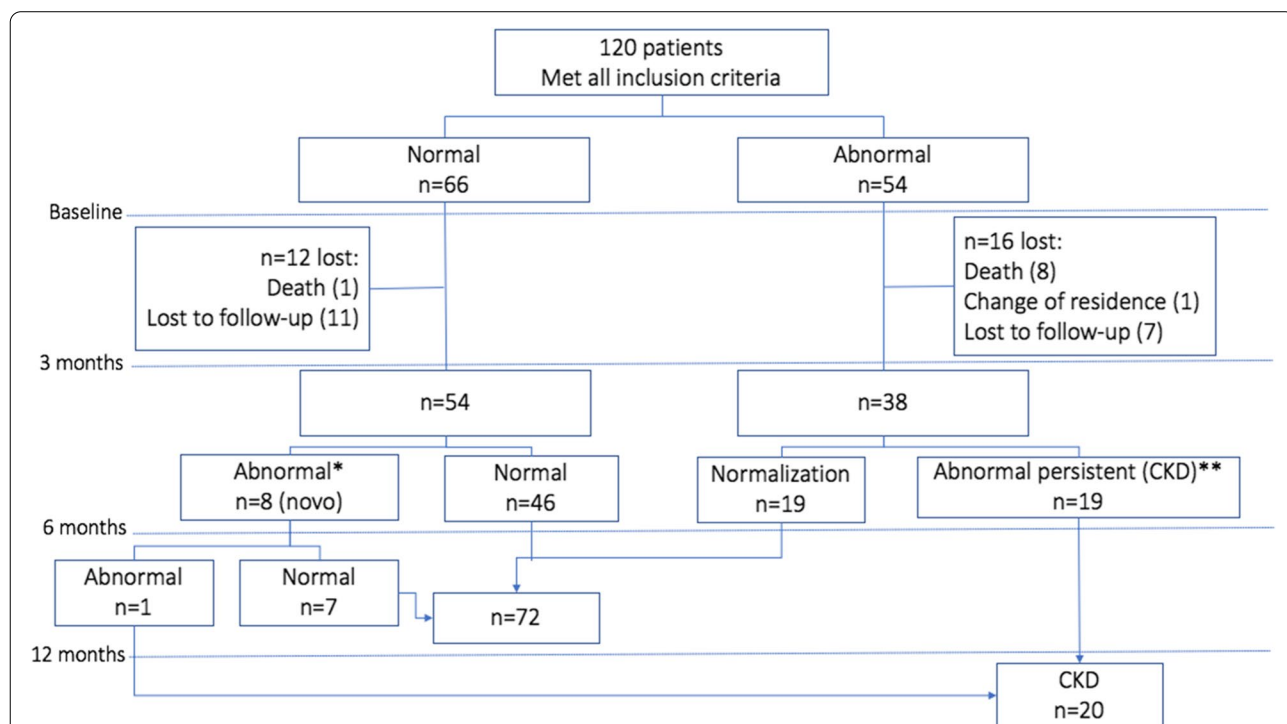 120 patients
Met all inclusion criteria
Normal
n=66
Abnormal
n=54
Baseline
n=12 lost:
Death (1)
Lost to follow-up (11)
n=16 lost:
Death (8)
Change of residence (1)
Lost to follow-up (7)
3 months
n=54
n=38
Abnormal*
n=8 (novo)
Normal
n=46
Normalization
n=19
Abnormal persistent (CKD)**
n=19
6 months
Abnormal
n=1
Normal
n=7
n=72
12 months
CKD
n=20